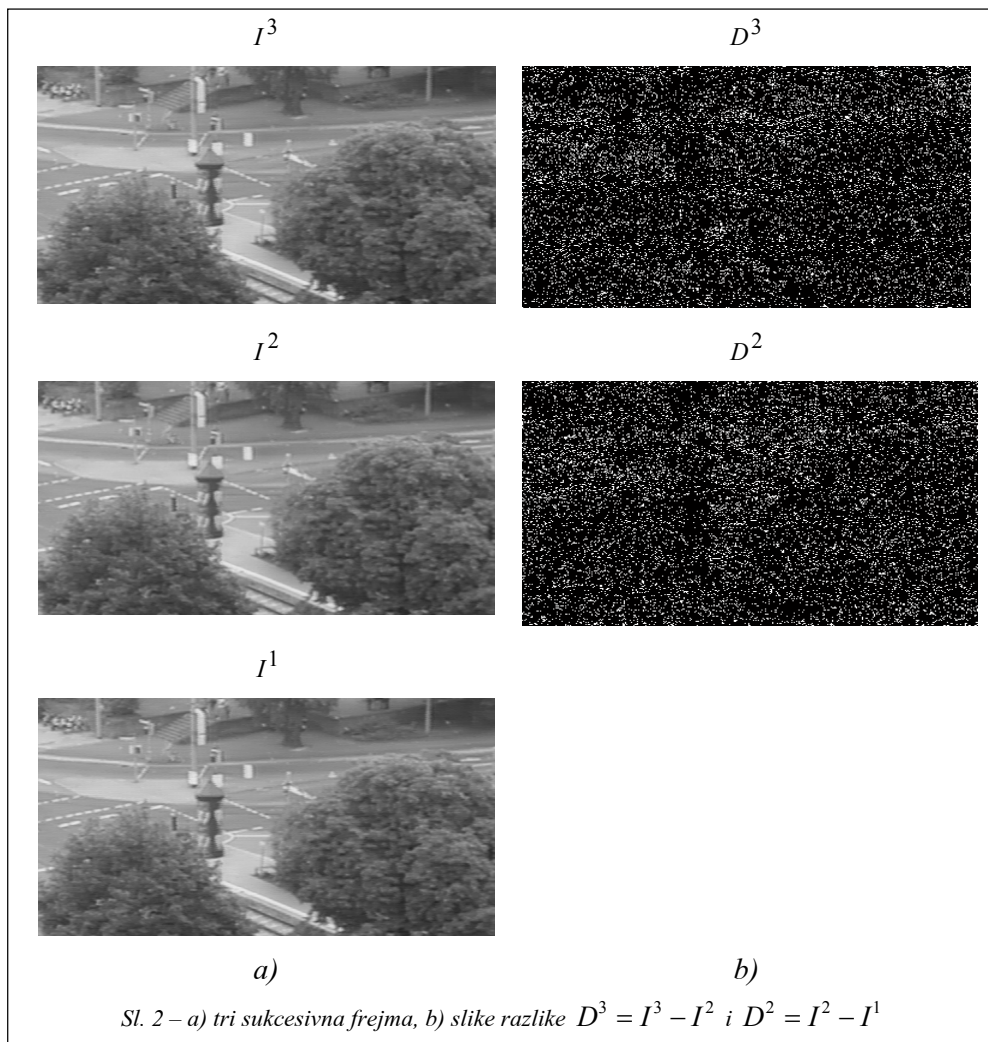 I³ D³
I² D²
I¹
a) b)
Sl. 2 – a) tri sukcesivna frejma, b) slike razlike D³ = I³ − I² i D² = I² − I¹